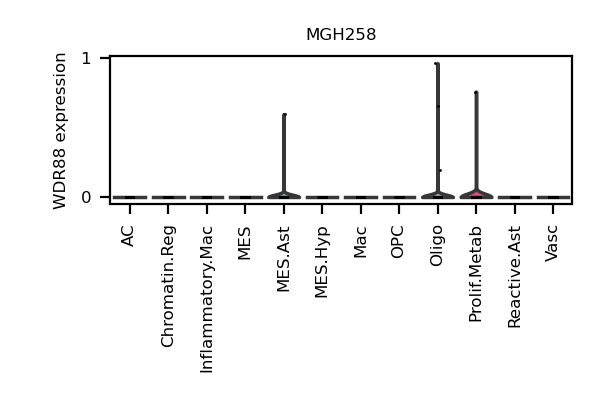 MGH258
WDR88 expression
1
0
AC
Chromatin.Reg
Inflammatory.Mac
MES
MES.Ast
MES.Hyp
Mac
OPC
Oligo
Prolif.Metab
Reactive.Ast
Vasc